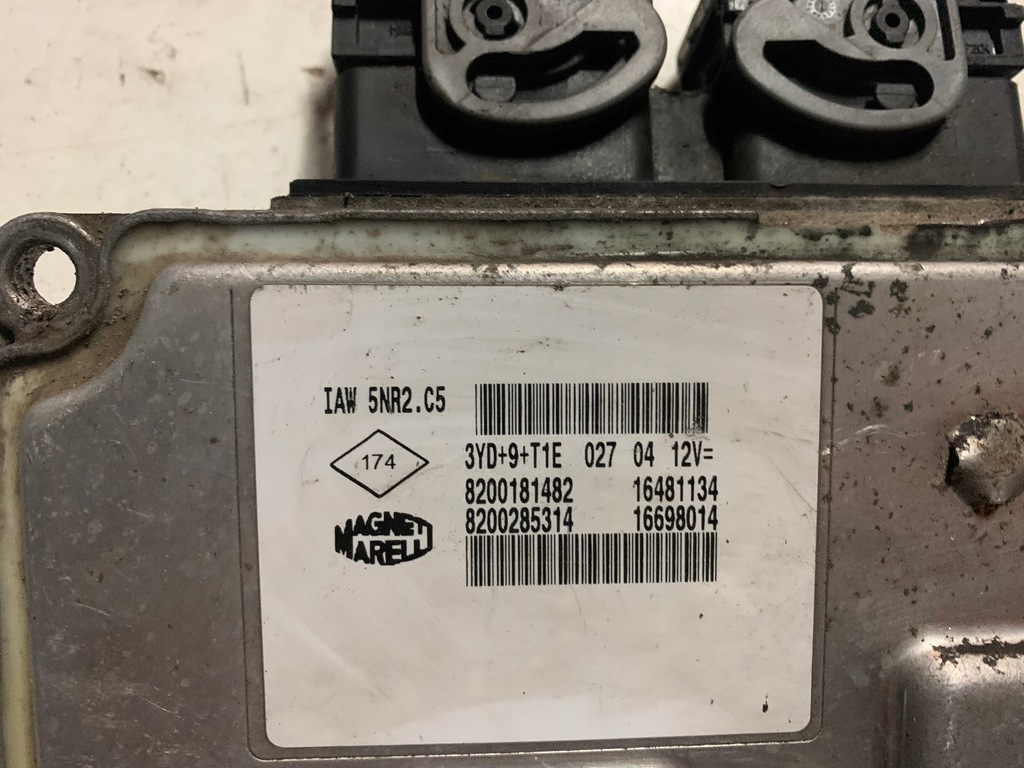 IAW 5NR2.C5
174
3YD+9+T1E 027 04 12V=
8200181482 16481134
8200285314 16698014
MAGNETI
MARELLI